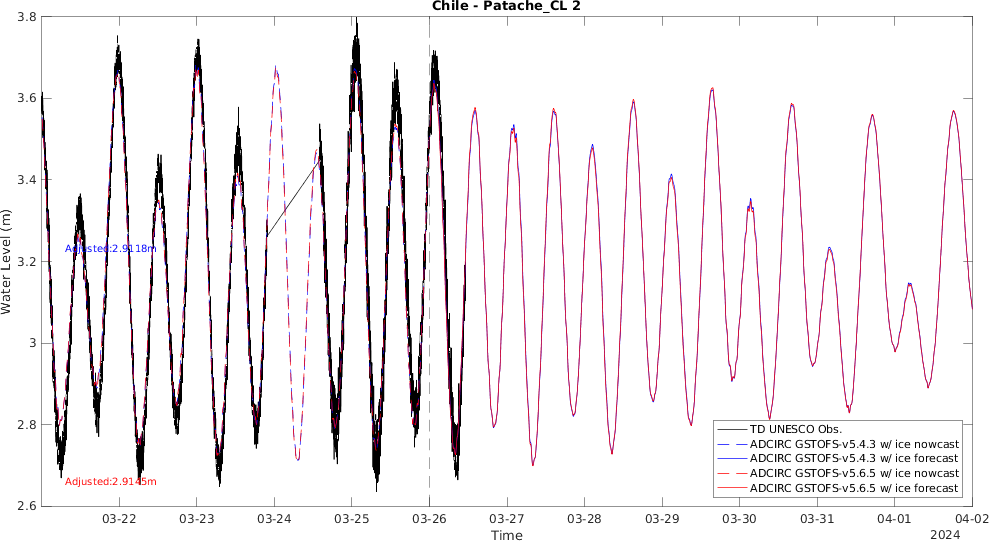 Chile - Patache_CL 2
3.8
3.6
3.4
3.2
3
2.8
2.6
Water Level (m)
Adjusted:2.9118m
Adjusted:2.9145m
TD UNESCO Obs.
ADCIRC GSTOFS-v5.4.3 w/ ice nowcast
ADCIRC GSTOFS-v5.4.3 w/ ice forecast
ADCIRC GSTOFS-v5.6.5 w/ ice nowcast
ADCIRC GSTOFS-v5.6.5 w/ ice forecast
03-22 03-23 03-24 03-25 03-26 03-27 03-28 03-29 03-30 03-31 04-01 04-02
Time
2024